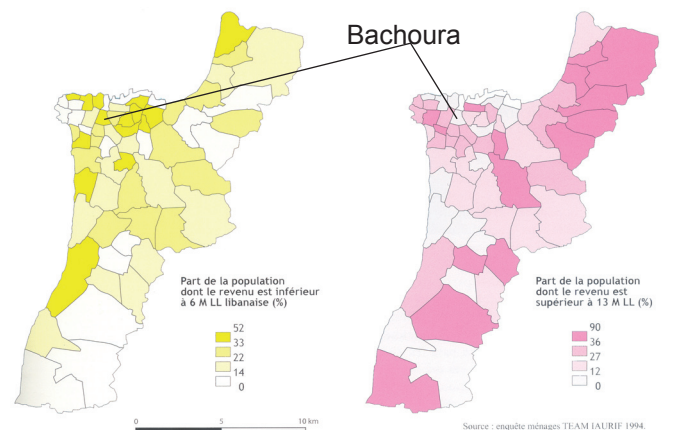 Bachoura
Part de la population
dont le revenu est inférieur
à 6 M LL libanaise (%)
52
33
22
14
0
Part de la population
dont le revenu est
supérieur à 13 M LL (%)
90
36
27
12
0
0 5 10 km
Source : enquête ménages TEAM IAURIF 1994.